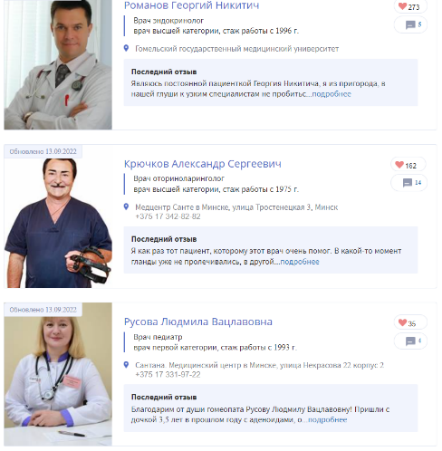 Романов Георгий Никитич
273
Врач эндокринолог
врач высшей категории, стаж работы с 1996 г.
Гомельский государственный медицинский университет
Последний отзыв
Являюсь постоянной пациенткой Георгия Никитича, я из пригорода, в
нашей глуши к узким специалистам не пробитьс...подробнее
Обновлено 13.09.2022
Крючков Александр Сергеевич
162
Врач оториноларинголог
14
врач высшей категории, стаж работы с 1975 г.
Медцентр Санте в Минске, улица Тростенецкая 3, Минск
+375 17 342-82-82
Последний отзыв
Я как раз тот пациент, которому этот врач очень помог. В какой-то момент
гланды уже не пролечивались, в другой...подробнее
Обновлено 13.09.2022
Русова Людмила Вацлавовна
Врач педиатр
врач первой категории, стаж работы с 1993 г
Сантана. Медицинский центр в Минске, улица Некрасова 22 корпус 2
+375 17 331-97-22
Последний отзыв
Благодарим от души гомеопата Русову Людмилу Вацлавовну! Пришли с
дочкой 3,5 лет в прошлом году с аденоидами, о...подробнее